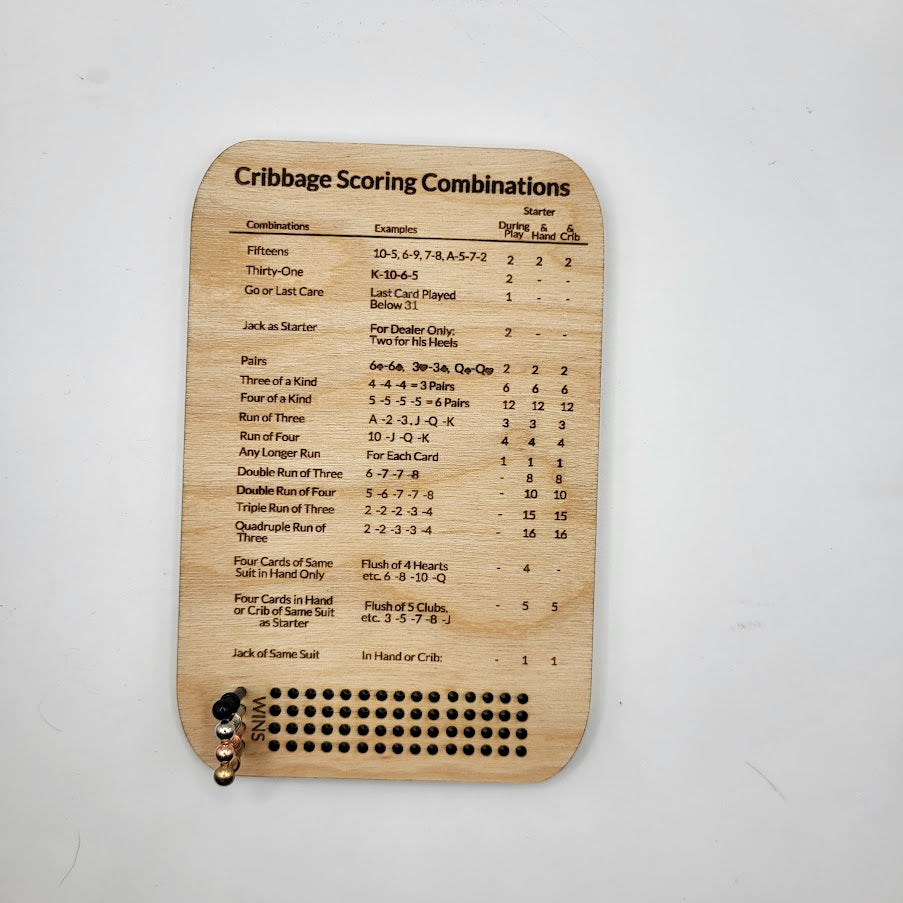 Cribbage Scoring Combinations
Starter
Combinations Examples During Play & Hand & Crib
Fifteens 10-5, 6-9, 7-8, A-5-7-2 2 2 2
Thirty-One K-10-6-5 2 - -
Go or Last Care Last Card Played 1 - -
Below 31
Jack as Starter For Dealer Only: 2 - -
Two for his Heels
Pairs 6♠-6♣, 3♥-3♣, Q♠-Q♥ 2 2 2
Three of a Kind 4 -4 -4 = 3 Pairs 6 6 6
Four of a Kind 5 -5 -5 -5 = 6 Pairs 12 12 12
Run of Three A -2 -3, J -Q -K 3 3 3
Run of Four 10 -J -Q -K 4 4 4
Any Longer Run For Each Card 1 1 1
Double Run of Three 6 -7 -7 -8 - 8 8
Double Run of Four 5 -6 -7 -7 -8 - 10 10
Triple Run of Three 2 -2 -2 -3 -4 - 15 15
Quadruple Run of 2 -2 -3 -3 -4 - 16 16
Three
Four Cards of Same Flush of 4 Hearts - 4 -
Suit in Hand Only etc. 6 -8 -10 -Q
Four Cards in Hand Flush of 5 Clubs, - 5 5
or Crib of Same Suit etc. 3 -5 -7 -8 -J
as Starter
Jack of Same Suit In Hand or Crib: - 1 1
WINS